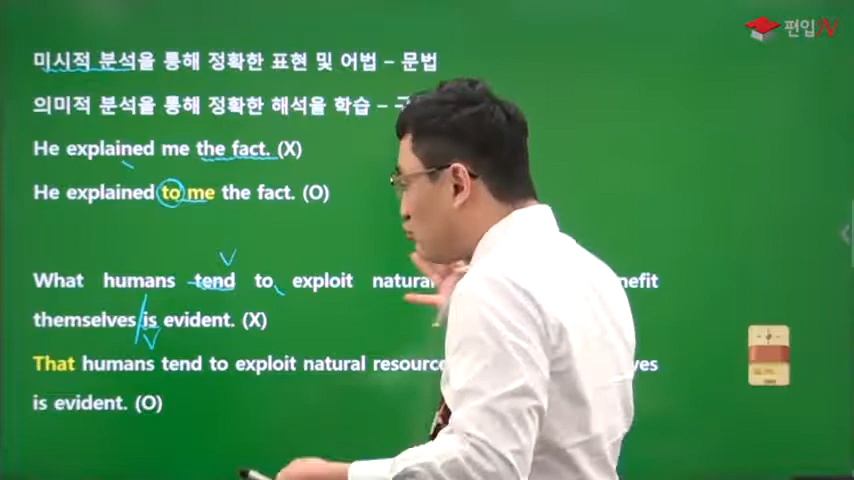 편입N
미시적 분석을 통해 정확한 표현 및 어법 – 문법
의미적 분석을 통해 정확한 해석을 학습 –
He explained me the fact. (X)
He explained to me the fact. (O)
What humans tend to exploit natural
themselves is evident. (X)
That humans tend to exploit natural
is evident. (O)